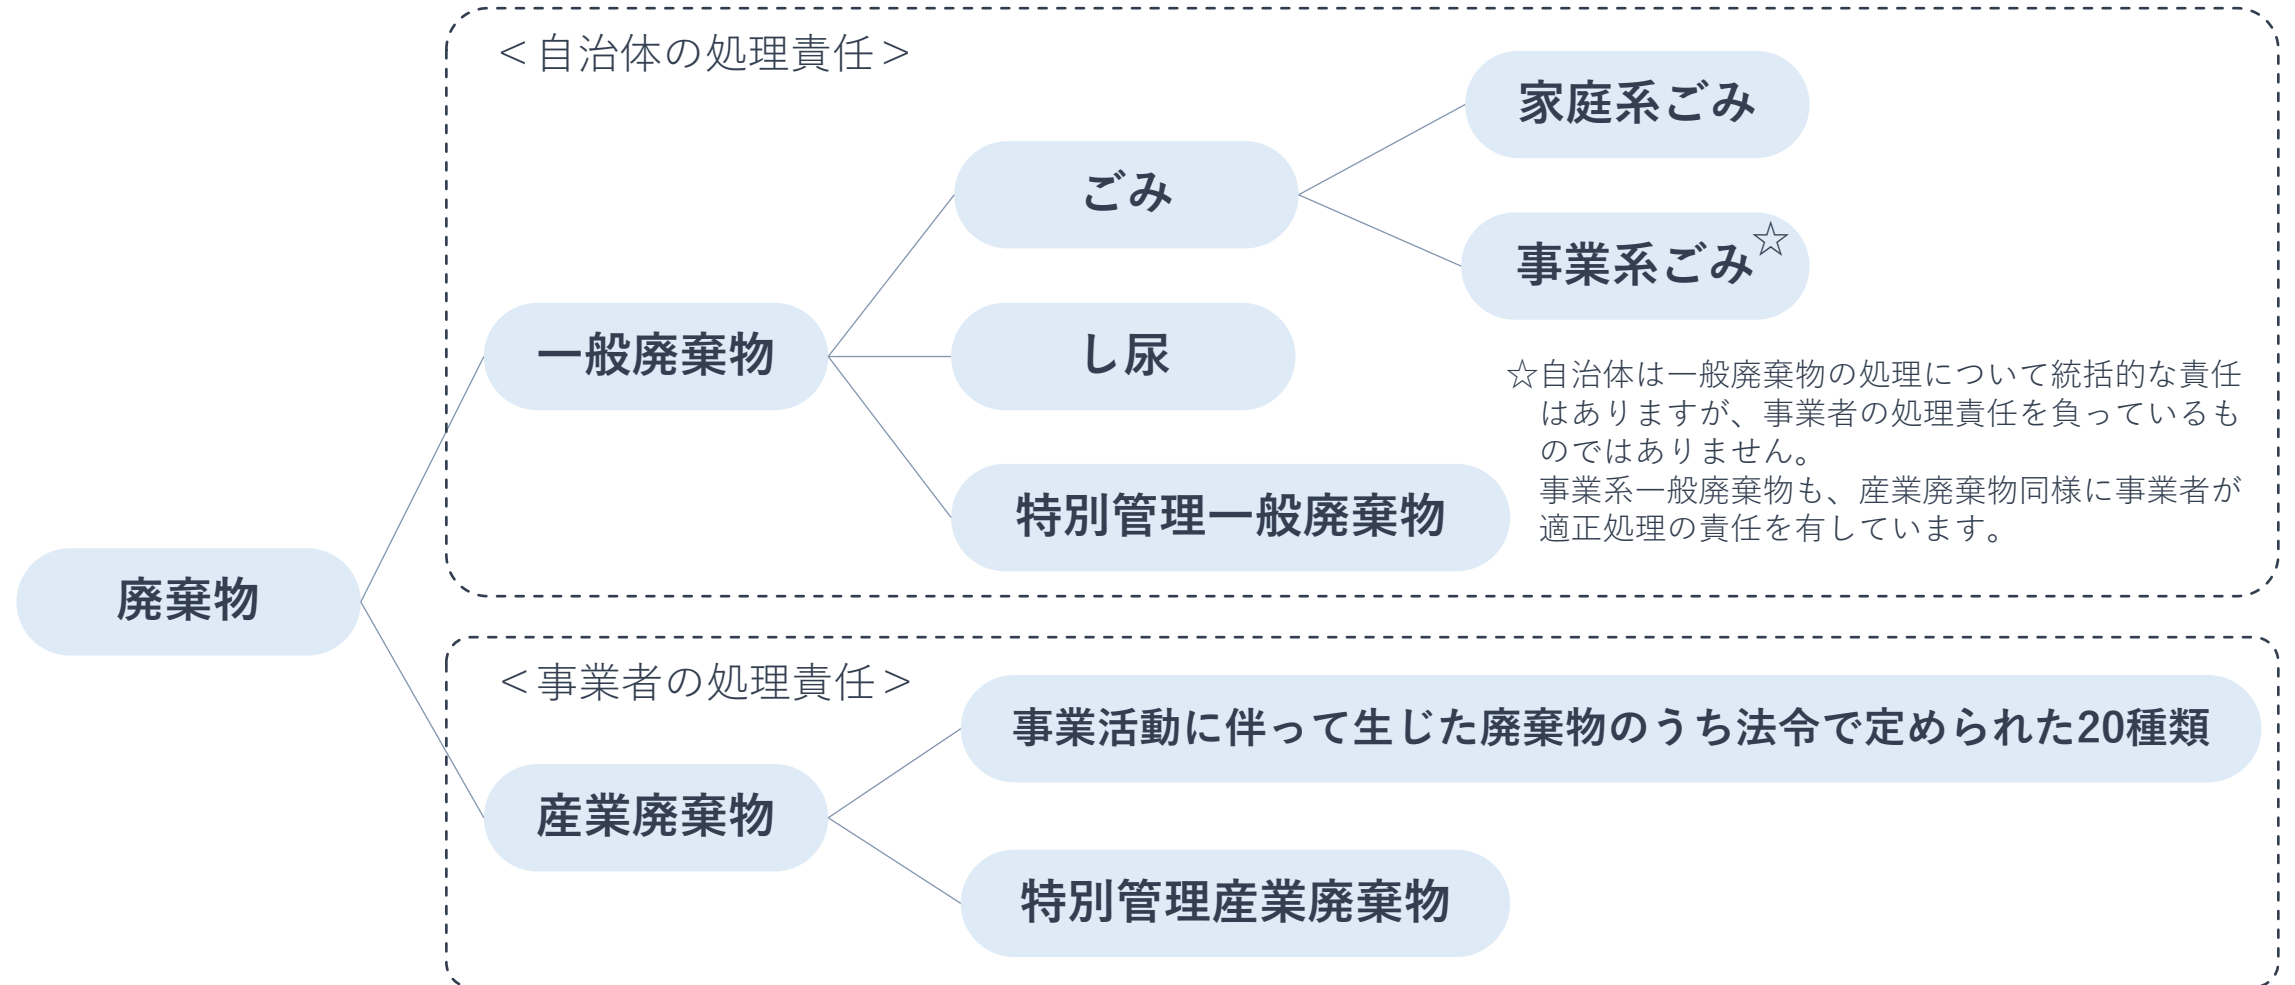 ＜自治体の処理責任＞
家庭系ごみ
ごみ
事業系ごみ☆
一般廃棄物
し尿
☆自治体は一般廃棄物の処理について統括的な責任
はありますが、事業者の処理責任を負っているも
のではありません。
事業系一般廃棄物も、産業廃棄物同様に事業者が
適正処理の責任を有しています。
特別管理一般廃棄物
廃棄物
＜事業者の処理責任＞
事業活動に伴って生じた廃棄物のうち法令で定められた20種類
産業廃棄物
特別管理産業廃棄物